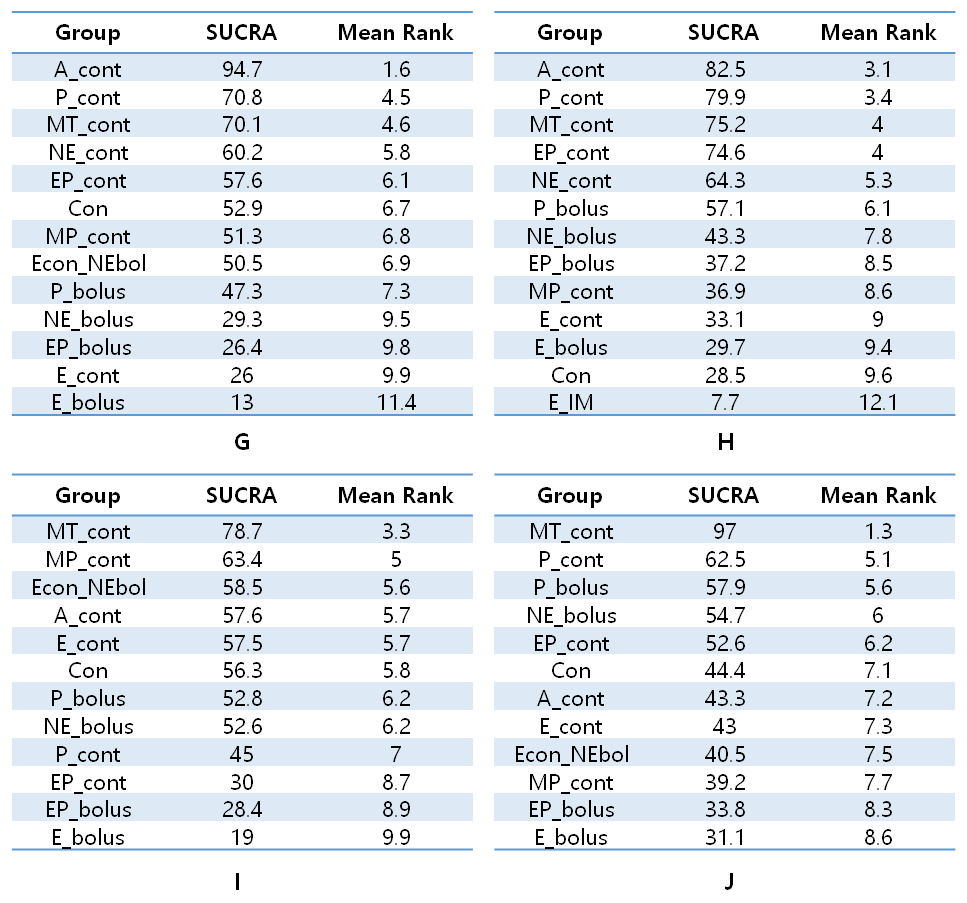 Group SUCRA Mean Rank
A_cont 94.7 1.6
P_cont 70.8 4.5
MT_cont 70.1 4.6
NE_cont 60.2 5.8
EP_cont 57.6 6.1
Con 52.9 6.7
MP_cont 51.3 6.8
Econ_NEbol 50.5 6.9
P_bolus 47.3 7.3
NE_bolus 29.3 9.5
EP_bolus 26.4 9.8
E_cont 26 9.9
E_bolus 13 11.4
G
Group SUCRA Mean Rank
A_cont 82.5 3.1
P_cont 79.9 3.4
MT_cont 75.2 4
EP_cont 74.6 4
NE_cont 64.3 5.3
P_bolus 57.1 6.1
NE_bolus 43.3 7.8
EP_bolus 37.2 8.5
MP_cont 36.9 8.6
E_cont 33.1 9
E_bolus 29.7 9.4
Con 28.5 9.6
E_IM 7.7 12.1
H
Group SUCRA Mean Rank
MT_cont 78.7 3.3
MP_cont 63.4 5
Econ_NEbol 58.5 5.6
A_cont 57.6 5.7
E_cont 57.5 5.7
Con 56.3 5.8
P_bolus 52.8 6.2
NE_bolus 52.6 6.2
P_cont 45 7
EP_cont 30 8.7
EP_bolus 28.4 8.9
E_bolus 19 9.9
I
Group SUCRA Mean Rank
MT_cont 97 1.3
P_cont 62.5 5.1
P_bolus 57.9 5.6
NE_bolus 54.7 6
EP_cont 52.6 6.2
Con 44.4 7.1
A_cont 43.3 7.2
E_cont 43 7.3
Econ_NEbol 40.5 7.5
MP_cont 39.2 7.7
EP_bolus 33.8 8.3
E_bolus 31.1 8.6
J